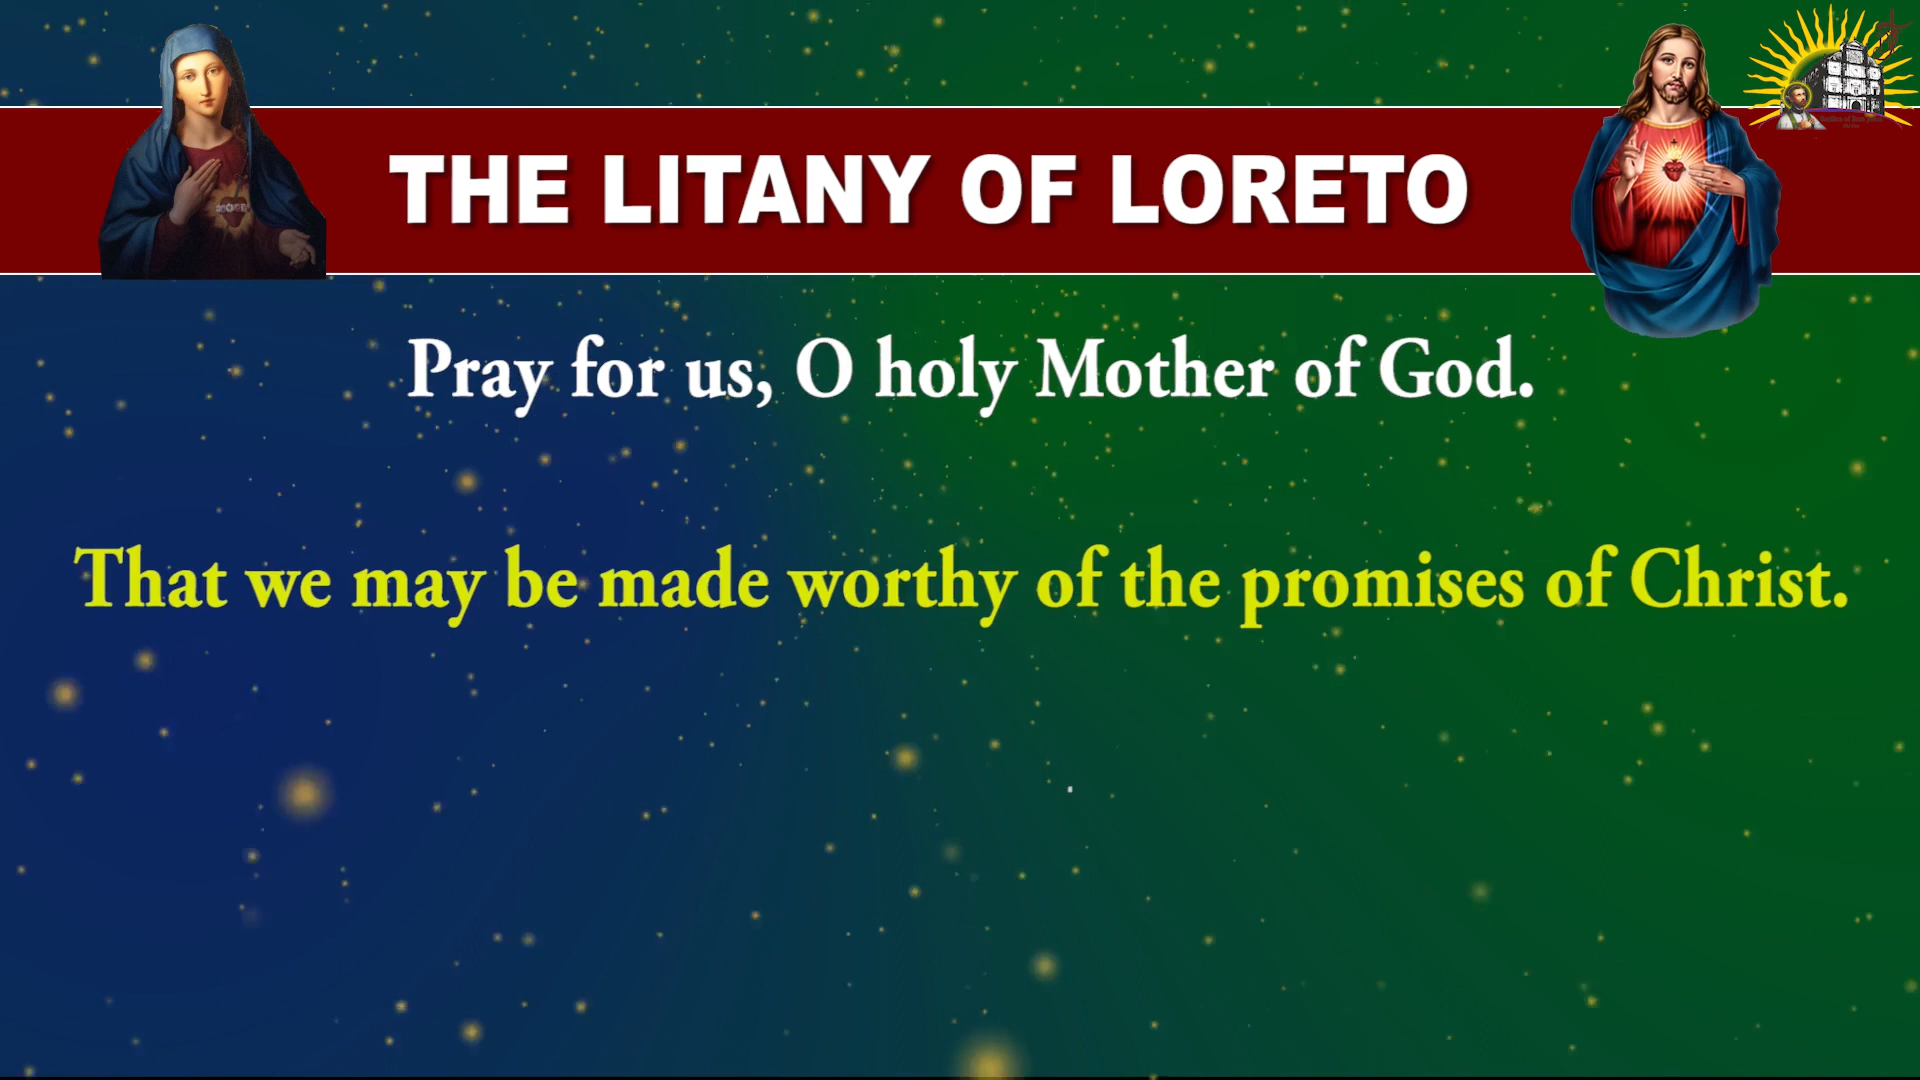 THE LITANY OF LORETO
Pray for us, O holy Mother of God.
That we may be made worthy of the promises of Christ.